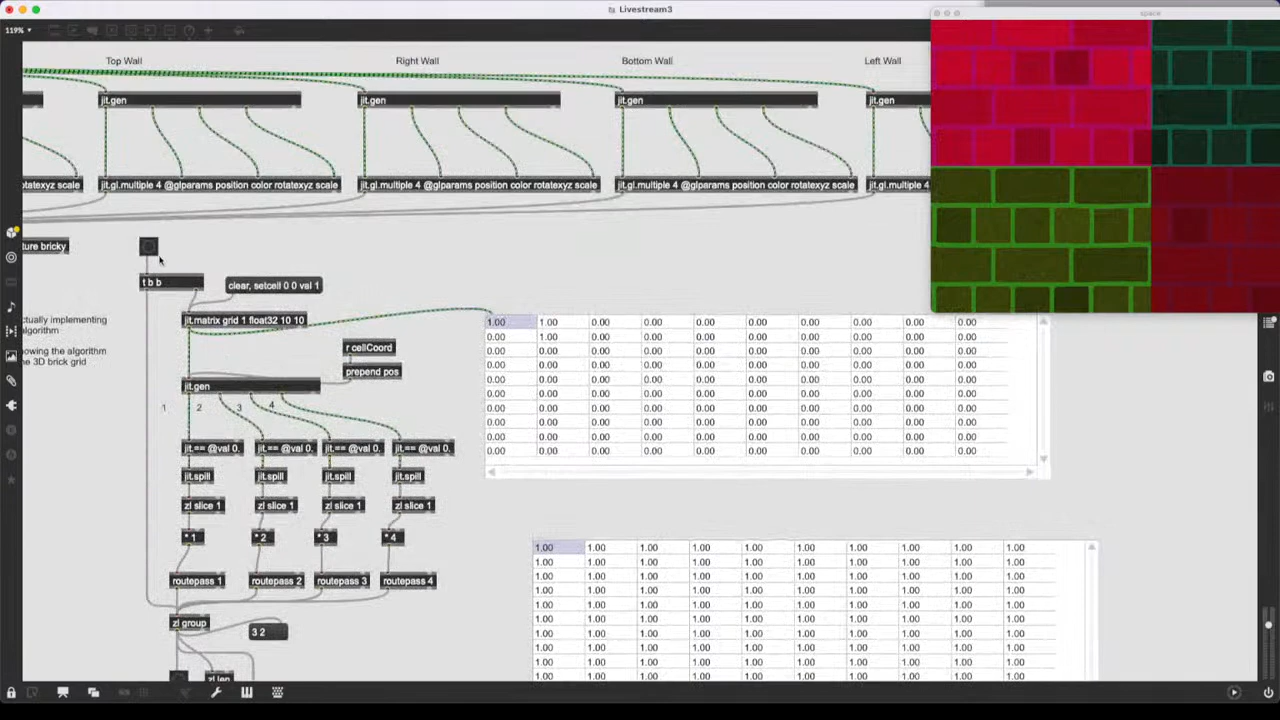 Livestream3
space
119%
Top Wall
Right Wall
Bottom Wall
Left Wall
jit.gen
jit.gen
jit.gen
jit.gen
otatexyz scale
jit.gl.multiple 4 @glparams position color rotatexyz scale
jit.gl.multiple 4 @glparams position color rotatexyz scale
jit.gl.multiple 4 @glparams position color rotatexyz scale
jit.gl.multiple 4
ture bricky
t b b
clear, setcell 0 0 val 1
ctually implementing
algorithm
jit.matrix grid 1 float32 10 10
howing the algorithm
he 3D brick grid
r cellCoord
prepend pos
jit.gen
1 2 3 4
jit.== @val 0. jit.== @val 0. jit.== @val 0. jit.== @val 0.
jit.spill jit.spill jit.spill jit.spill
zl slice 1 zl slice 1 zl slice 1 zl slice 1
* 1 * 2 * 3 * 4
routepass 1 routepass 2 routepass 3 routepass 4
zl group
3 2
zl len
1.00 1.00 0.00 0.00 0.00 0.00 0.00 0.00 0.00 0.00
0.00 1.00 0.00 0.00 0.00 0.00 0.00 0.00 0.00 0.00
0.00 0.00 0.00 0.00 0.00 0.00 0.00 0.00 0.00 0.00
0.00 0.00 0.00 0.00 0.00 0.00 0.00 0.00 0.00 0.00
0.00 0.00 0.00 0.00 0.00 0.00 0.00 0.00 0.00 0.00
0.00 0.00 0.00 0.00 0.00 0.00 0.00 0.00 0.00 0.00
0.00 0.00 0.00 0.00 0.00 0.00 0.00 0.00 0.00 0.00
0.00 0.00 0.00 0.00 0.00 0.00 0.00 0.00 0.00 0.00
0.00 0.00 0.00 0.00 0.00 0.00 0.00 0.00 0.00 0.00
0.00 0.00 0.00 0.00 0.00 0.00 0.00 0.00 0.00 0.00
1.00 1.00 1.00 1.00 1.00 1.00 1.00 1.00 1.00 1.00
1.00 1.00 1.00 1.00 1.00 1.00 1.00 1.00 1.00 1.00
1.00 1.00 1.00 1.00 1.00 1.00 1.00 1.00 1.00 1.00
1.00 1.00 1.00 1.00 1.00 1.00 1.00 1.00 1.00 1.00
1.00 1.00 1.00 1.00 1.00 1.00 1.00 1.00 1.00 1.00
1.00 1.00 1.00 1.00 1.00 1.00 1.00 1.00 1.00 1.00
1.00 1.00 1.00 1.00 1.00 1.00 1.00 1.00 1.00 1.00
1.00 1.00 1.00 1.00 1.00 1.00 1.00 1.00 1.00 1.00
1.00 1.00 1.00 1.00 1.00 1.00 1.00 1.00 1.00 1.00
1.00 1.00 1.00 1.00 1.00 1.00 1.00 1.00 1.00 1.00